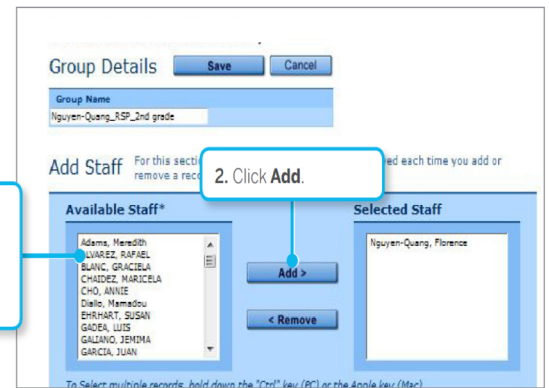 Group Details Save Cancel
Group Name
Nguyen-Quang_RSP_2nd grade
Add Staff For this secti
remove a reco
ed each time you add or
2. Click Add.
Available Staff*
Selected Staff
Adams, Meredith
ALVAREZ, RAFAEL
BLANC, GRACIELA
CHAIDEZ, MARICELA
CHO, ANNIE
Diallo, Mamadou
EHRHART, SUSAN
GADEA, LUIS
GALIANO, JEMIMA
GARCIA, JUAN
Add >
< Remove
Nguyen-Quang, Florence
To Select multiple records, hold down the "Ctrl" key (PC) or the Apple key (Mac)